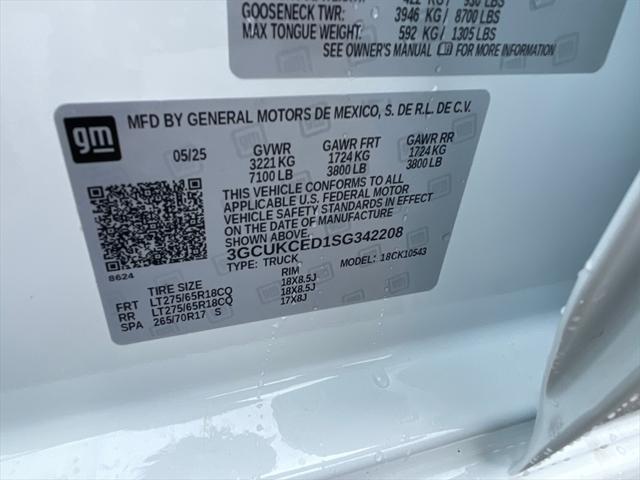 422 KG / 930 LBS
GOOSENECK TWR: 3946 KG / 8700 LBS
MAX TONGUE WEIGHT: 592 KG / 1305 LBS
SEE OWNER'S MANUAL FOR MORE INFORMATION
gm
MFD BY GENERAL MOTORS DE MEXICO, S. DE R.L. DE C.V.
05/25 GVWR GAWR FRT GAWR RR
3221 KG 1724 KG 1724 KG
7100 LB 3800 LB 3800 LB
THIS VEHICLE CONFORMS TO ALL
APPLICABLE U.S. FEDERAL MOTOR
VEHICLE SAFETY STANDARDS IN EFFECT
ON THE DATE OF MANUFACTURE
SHOWN ABOVE.
3GCUKCED1SG342208
8624 TYPE: TRUCK MODEL: 18CK10543
TIRE SIZE RIM
FRT LT275/65R18CQ 18X8.5J
RR LT275/65R18CQ 18X8.5J
SPA 265/70R17 S 17X8J